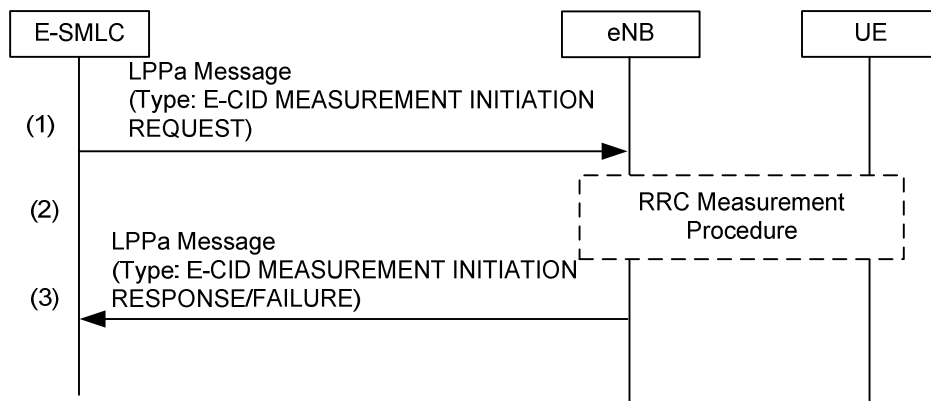 E-SMLC
eNB
UE
LPPa Message
(Type: E-CID MEASUREMENT INITIATION
REQUEST)
(1)
(2)
RRC Measurement
Procedure
LPPa Message
(Type: E-CID MEASUREMENT INITIATION
RESPONSE/FAILURE)
(3)